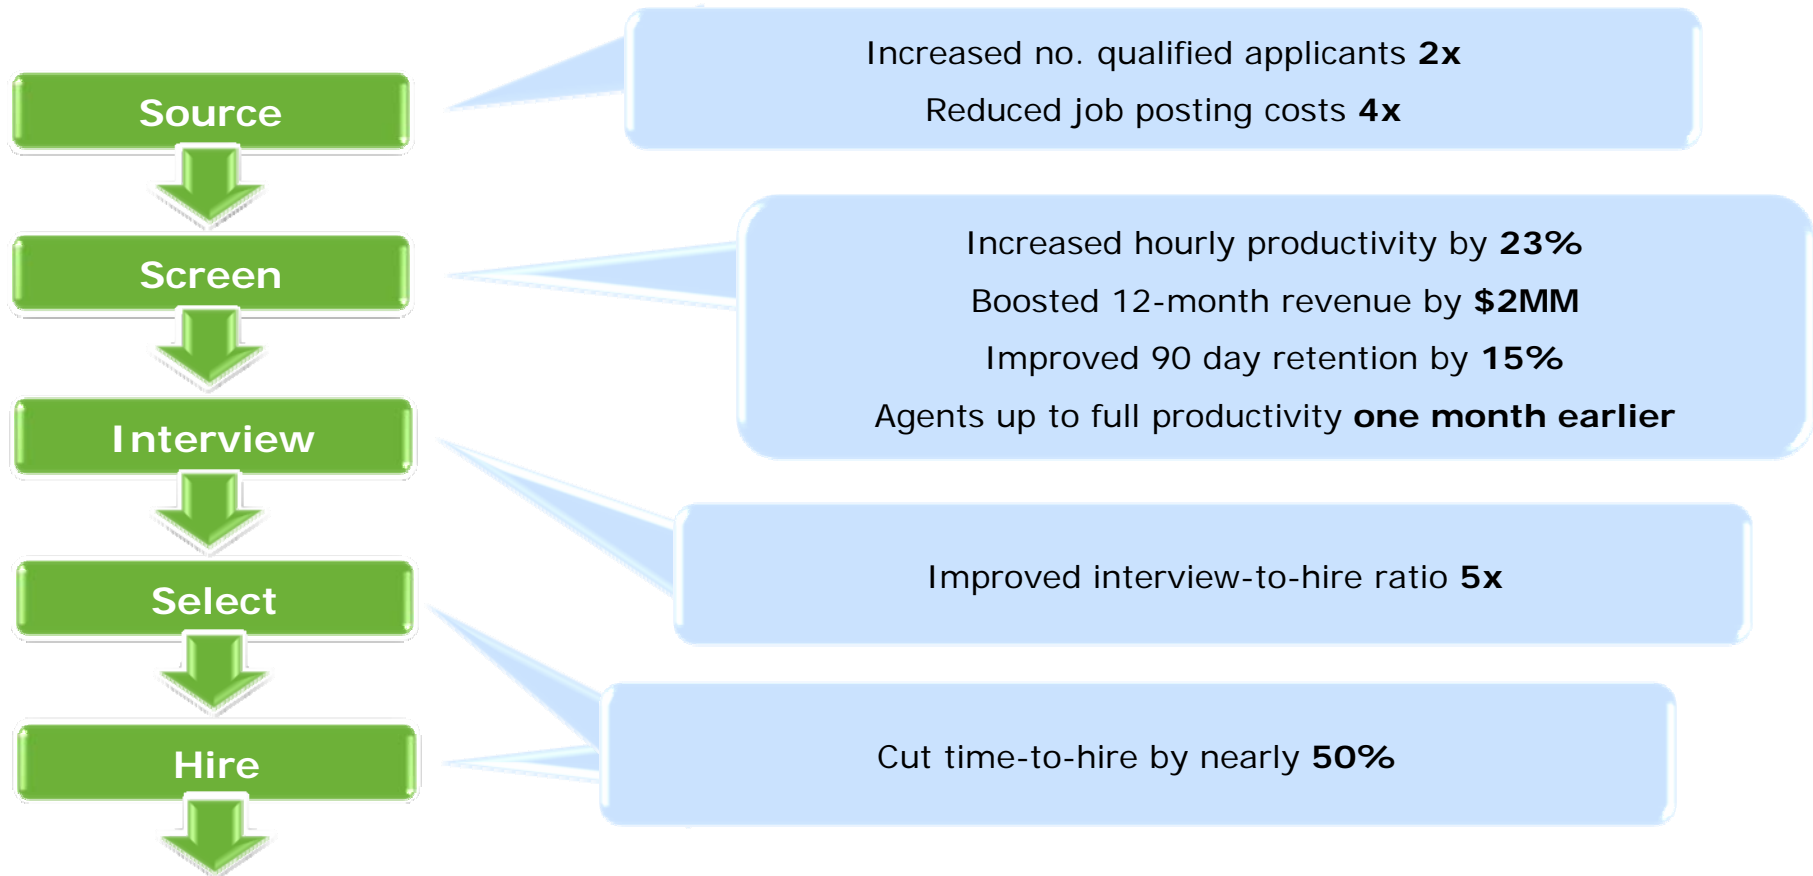 Source
Increased no. qualified applicants 2x
Reduced job posting costs 4x
Screen
Increased hourly productivity by 23%
Boosted 12-month revenue by $2MM
Improved 90 day retention by 15%
Agents up to full productivity one month earlier
Interview
Improved interview-to-hire ratio 5x
Select
Hire
Cut time-to-hire by nearly 50%